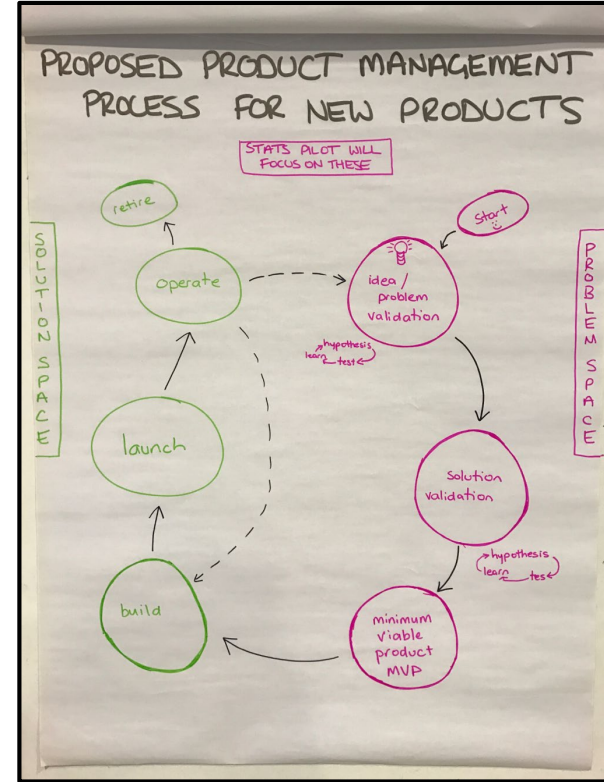 PROPOSED PRODUCT MANAGEMENT
PROCESS FOR NEW PRODUCTS
STATS PILOT WILL
FOCUS ON THESE
SOLUTION SPACE
PROBLEM SPACE
start
idea /
problem
validation
hypothesis
learn test
solution
validation
hypothesis
learn test
minimum
viable
product
MVP
build
launch
operate
retire